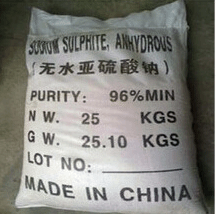 SODIUM SULPHITE, ANHYDROUS
(无水亚硫酸钠)
PURITY: 96%MIN
N W. 25 KGS
G W. 25.10 KGS
LOT NO:
MADE IN CHINA